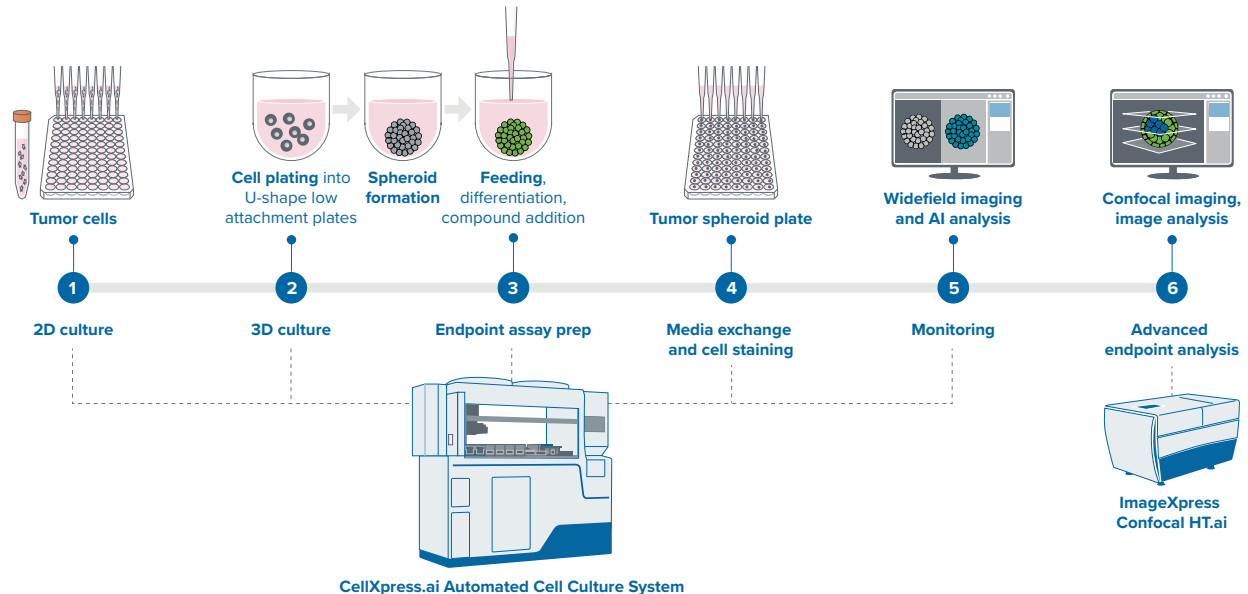 Tumor cells
Cell plating into
U-shape low
attachment plates
Spheroid
formation
Feeding,
differentiation,
compound addition
Tumor spheroid plate
Widefield imaging
and AI analysis
Confocal imaging,
image analysis
1
2
3
4
5
6
2D culture
3D culture
Endpoint assay prep
Media exchange
and cell staining
Monitoring
Advanced
endpoint analysis
CellXpress.ai Automated Cell Culture System
ImageXpress
Confocal HT.ai